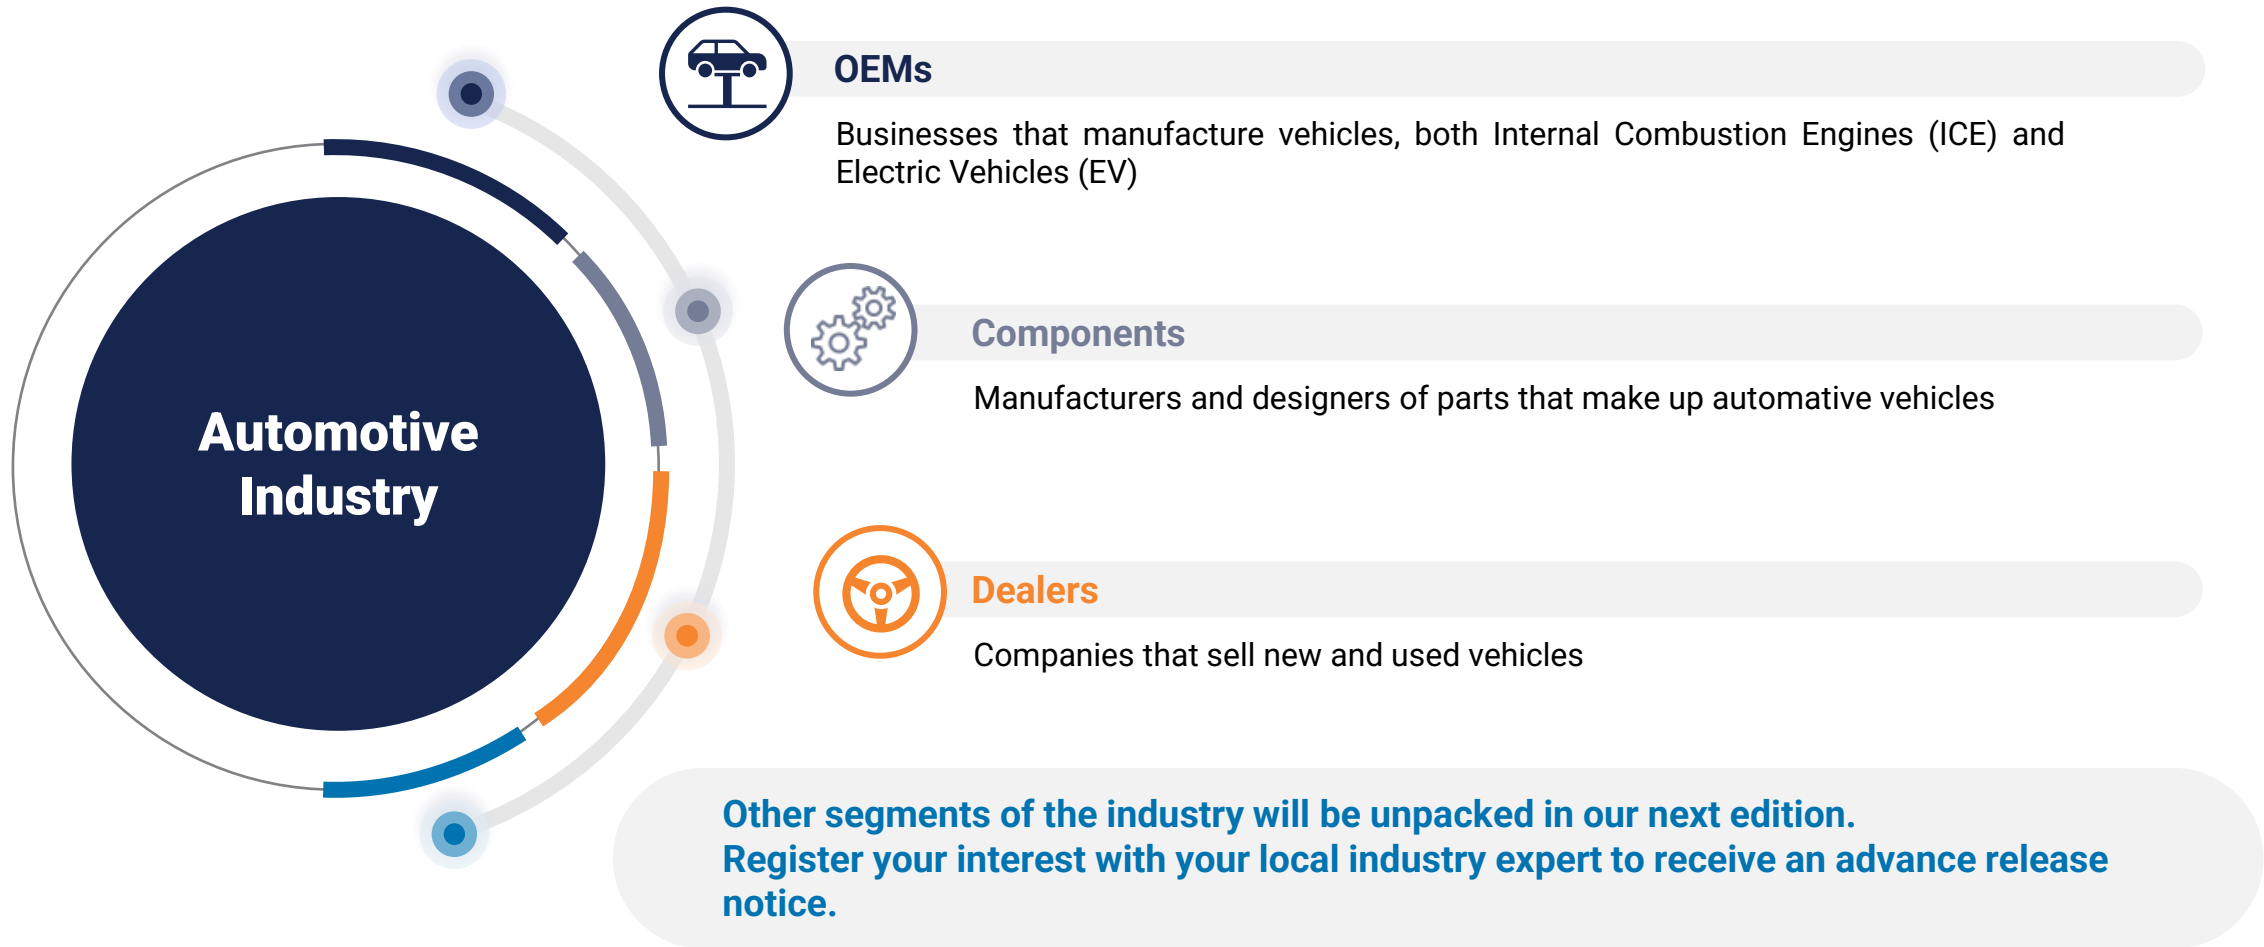 Automotive
Industry
OEMs
Businesses that manufacture vehicles, both Internal Combustion Engines (ICE) and
Electric Vehicles (EV)
Components
Manufacturers and designers of parts that make up automative vehicles
Dealers
Companies that sell new and used vehicles
Other segments of the industry will be unpacked in our next edition.
Register your interest with your local industry expert to receive an advance release
notice.